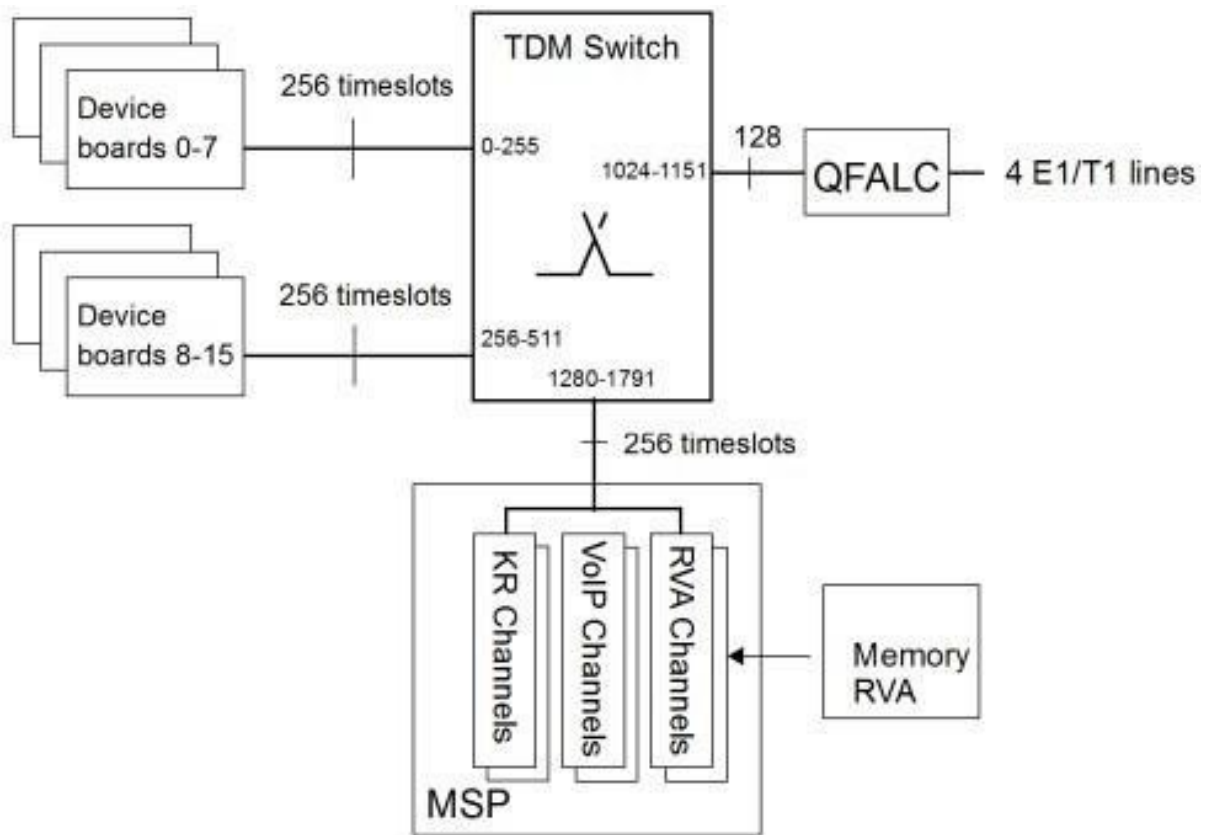 TDM Switch
256 timeslots
Device
boards 0-7
0-255
128
1024-1151
QFALC
4 E1/T1 lines
256 timeslots
Device
boards 8-15
256-511
1280-1791
256 timeslots
KR Channels
VoIP Channels
RVA Channels
Memory
RVA
MSP